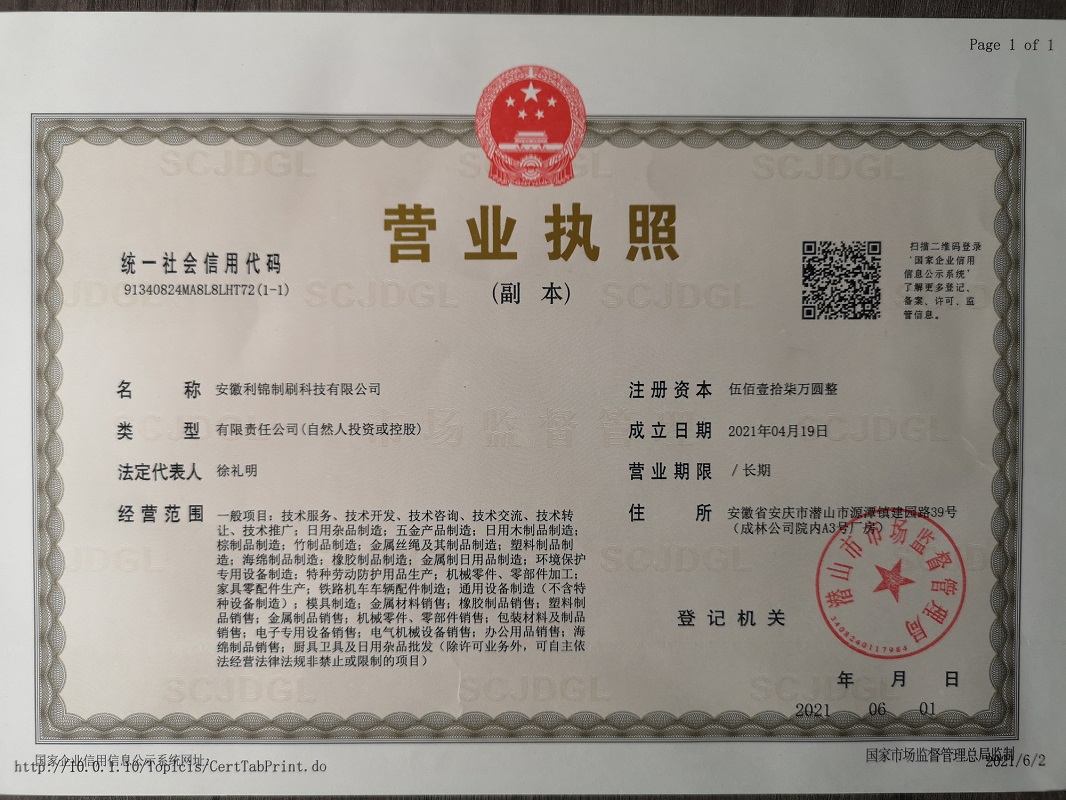 Page 1 of 1
营业执照
(副 本)
统一社会信用代码
91340824MA8L8LHT72(1-1)
扫描二维码登录
‘国家企业信用
信息公示系统’
了解更多登记、
备案、许可、监
管信息。
名 称 安徽利锦制刷科技有限公司
类 型 有限责任公司(自然人投资或控股)
法定代表人 徐礼明
经营范围 一般项目：技术服务、技术开发、技术咨询、技术交流、技术转
让、技术推广；日用杂品制造；五金产品制造；日用木制品制造；
棕制品制造；竹制品制造；金属丝绳及其制品制造；塑料制品制
造；海绵制品制造；橡胶制品制造；金属制日用品制造；环境保护
专用设备制造；特种劳动防护用品生产；机械零件、零部件加工；
家具零配件生产；铁路机车车辆配件制造；通用设备制造（不含特
种设备制造）；模具制造；金属材料销售；橡胶制品销售；塑料制
品销售；金属制品销售；机械零件、零部件销售；包装材料及制品
销售；电子专用设备销售；电气机械设备销售；办公用品销售；海
绵制品销售；厨具卫具及日用杂品批发（除许可业务外，可自主依
法经营法律法规非禁止或限制的项目）
注册资本 伍佰壹拾柒万圆整
成立日期 2021年04月19日
营业期限 / 长期
住 所 安徽省安庆市潜山市源潭镇建园路39号
（成林公司院内A3号厂房）
登记机关
潜山市市场监督管理局
3408240117984
年 月 日
2021 06 01
国家企业信用信息公示系统网址：
http://10.0.1.10/TopicIS/CertTabPrint.do
国家市场监督管理总局监制
2021/6/2
SCJDGL
市场监督管理